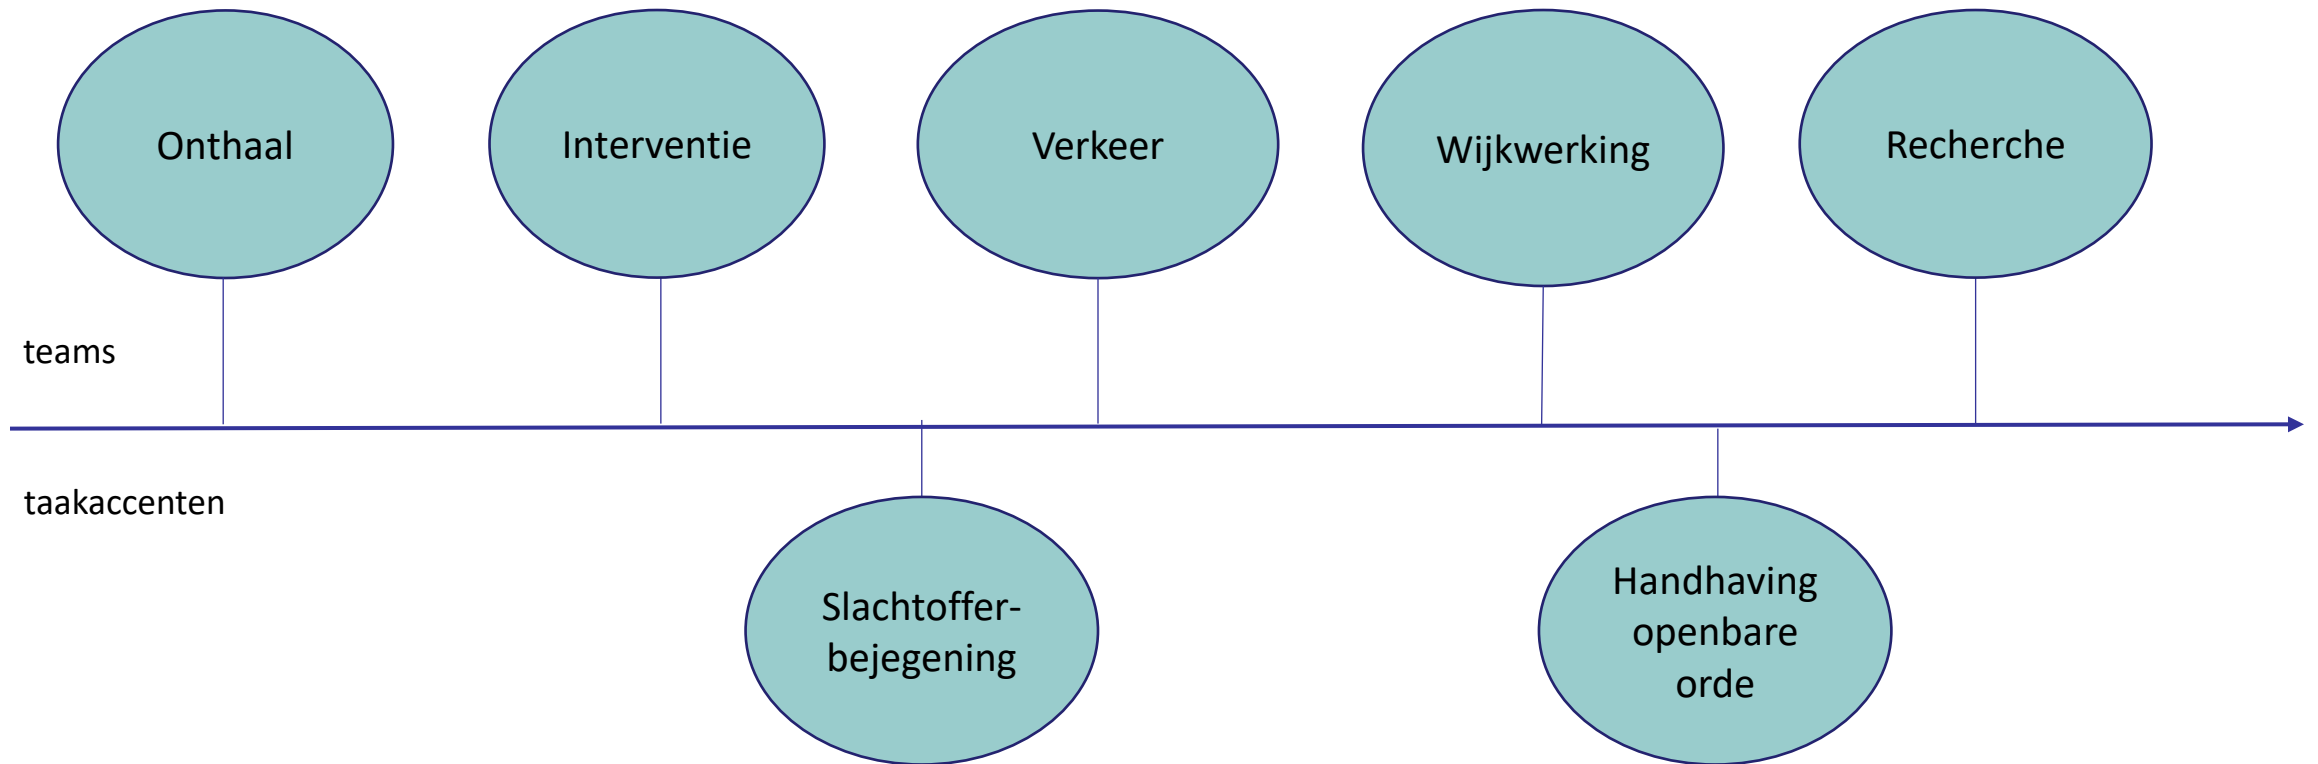 Onthaal
Interventie
Verkeer
Wijkwerking
Recherche
teams
taakaccenten
Slachtoffer-
bejegening
Handhaving
openbare
orde